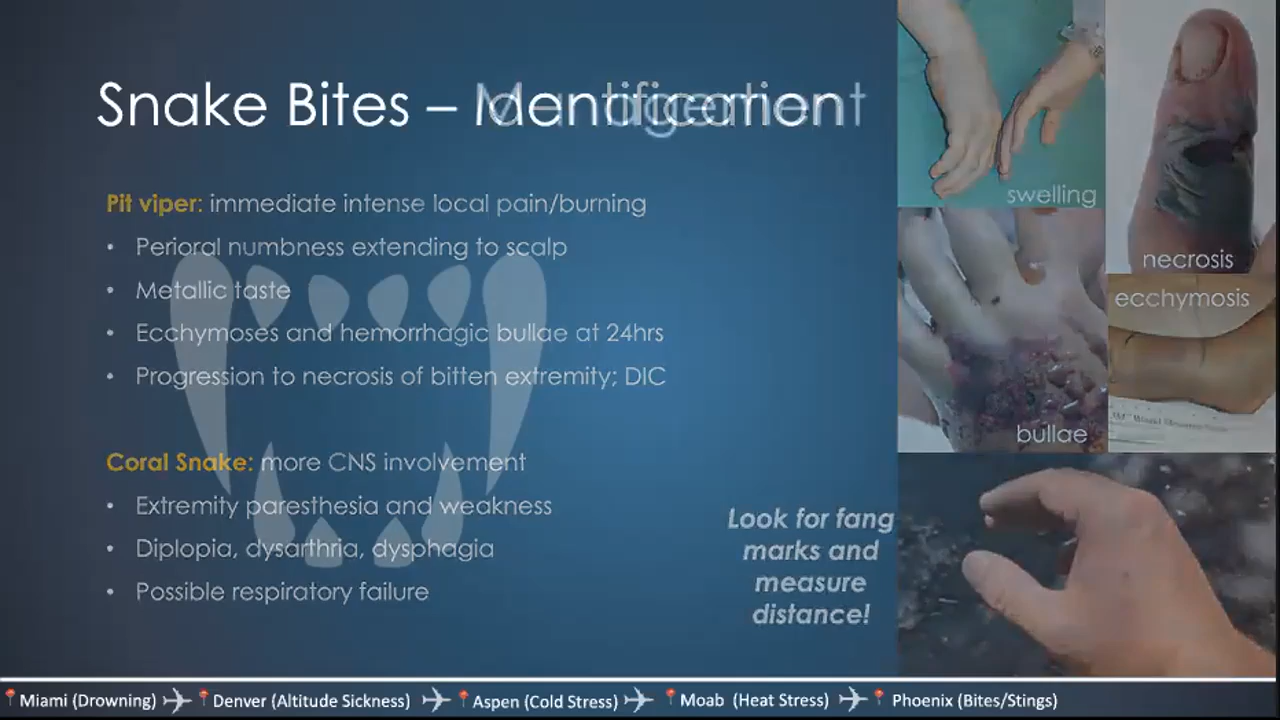 Snake Bites –
Pit viper: immediate intense local pain/burning
• Perioral numbness extending to scalp
• Metallic taste
• Ecchymoses and hemorrhagic bullae at 24hrs
• Progression to necrosis of bitten extremity; DIC
Coral Snake: more CNS involvement
• Extremity paresthesia and weakness
• Diplopia, dysarthria, dysphagia
• Possible respiratory failure
Look for fang
marks and
measure
distance!
swelling
necrosis
ecchymosis
bullae
Miami (Drowning) Denver (Altitude Sickness) Aspen (Cold Stress) Moab (Heat Stress) Phoenix (Bites/Stings)